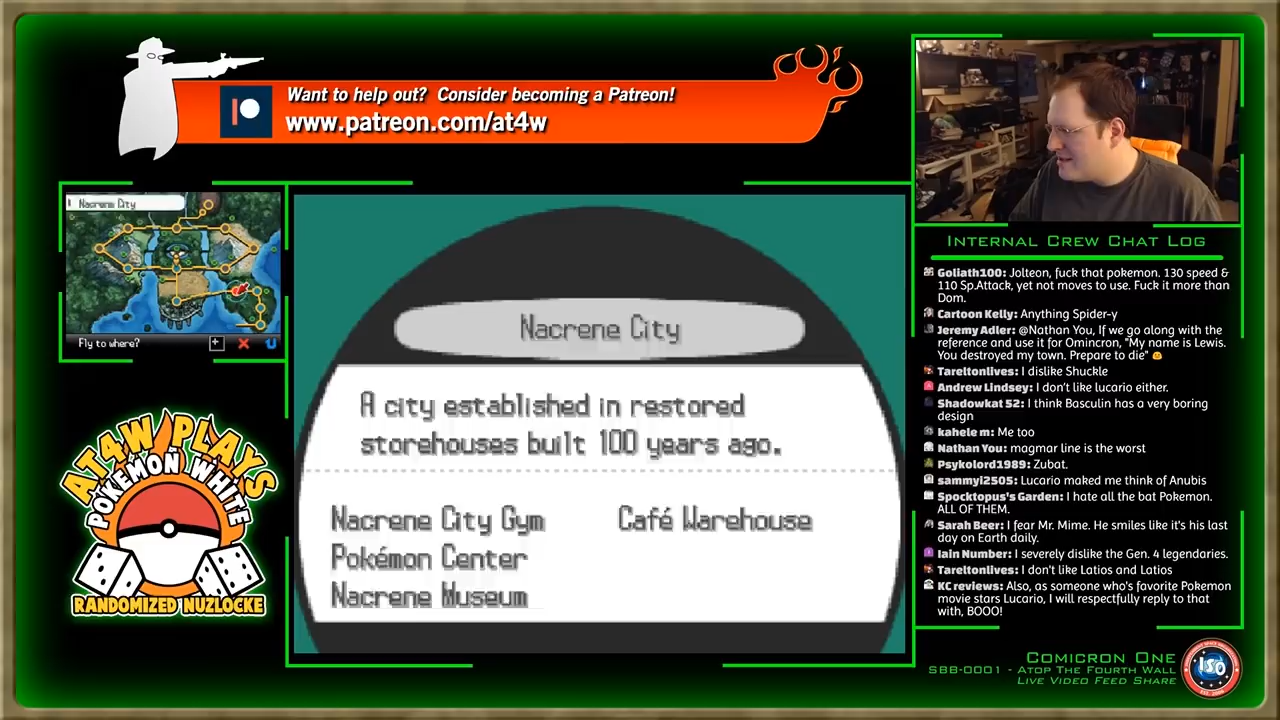 Want to help out? Consider becoming a Patreon!
www.patreon.com/at4w
Nacrene City
Fly to where?
AT4W PLAYS
POKÉMON WHITE
RANDOMIZED NUZLOCKE
Nacrene City
A city established in restored
storehouses built 100 years ago.
Nacrene City Gym
Café Warehouse
Pokémon Center
Nacrene Museum
Internal Crew Chat Log
Goliath100: Jolteon, fuck that pokemon. 130 speed &
110 Sp.Attack, yet not moves to use. Fuck it more than
Dom.
Cartoon Kelly: Anything Spider-y
Jeremy Adler: @Nathan You, If we go along with the
reference and use it for Omincron, "My name is Lewis.
You destroyed my town. Prepare to die"
Tareltonlives: I dislike Shuckle
Andrew Lindsey: I don't like lucario either.
Shadowkat 52: I think Basculin has a very boring
design
kahele m: Me too
Nathan You: magmar line is the worst
Psykolord1989: Zubat.
sammyl2505: Lucario made me think of Anubis
Spocktopus's Garden: I hate all the bat Pokemon.
ALL OF THEM.
Sarah Beer: I fear Mr. Mime. He smiles like it's his last
day on Earth daily.
Iain Number: I severely dislike the Gen. 4 legendaries.
Tareltonlives: I don't like Latios and Latios
KC reviews: Also, as someone who's favorite Pokemon
movie stars Lucario, I will respectfully reply to that
with, BOOO!
Comicron One
SBB-0001 - Atop The Fourth Wall
Live Video Feed Share
ISO